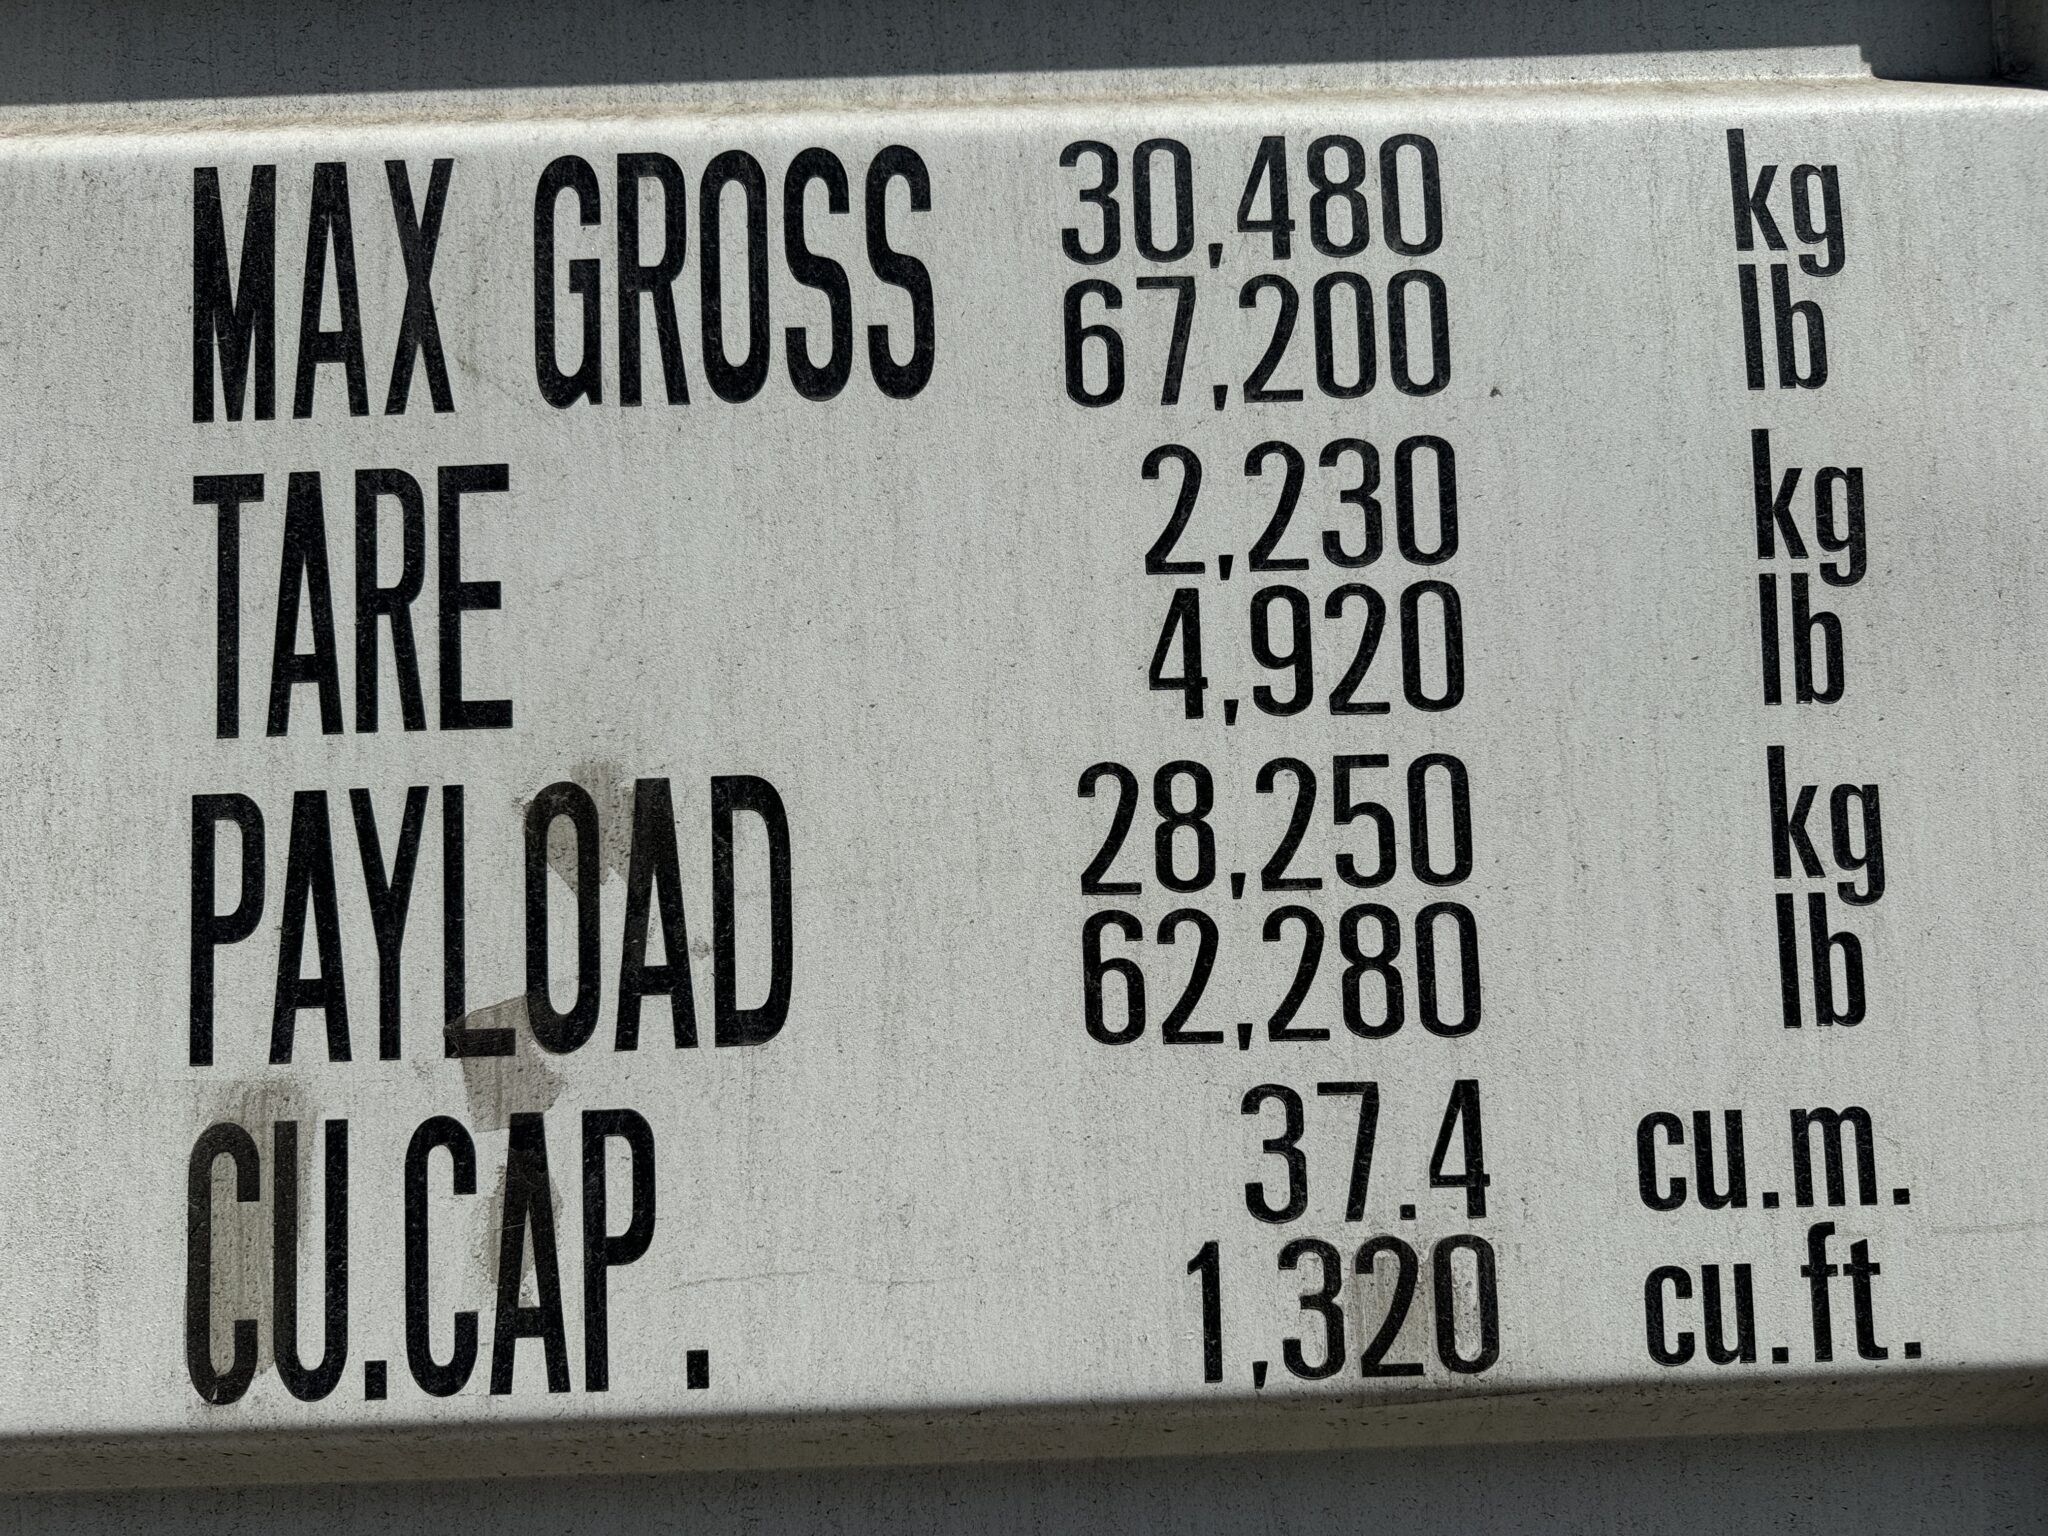 MAX GROSS 30,480 kg
67,200 lb
TARE 2,230 kg
4,920 lb
PAYLOAD 28,250 kg
62,280 lb
CU.CAP. 37.4 cu.m.
1,320 cu.ft.